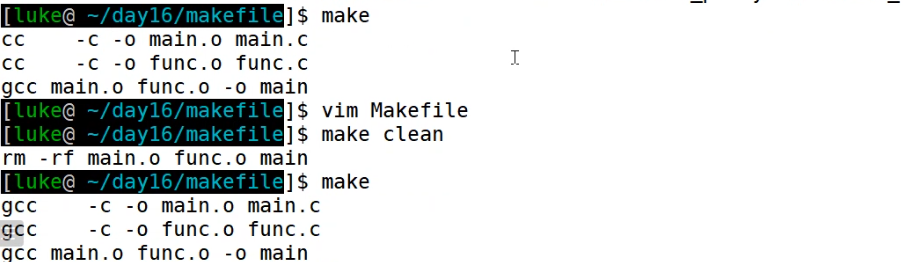 [luke@ ~/day16/makefile]$ make
cc    -c -o main.o main.c
cc    -c -o func.o func.c
gcc main.o func.o -o main
[luke@ ~/day16/makefile]$ vim Makefile
[luke@ ~/day16/makefile]$ make clean
rm -rf main.o func.o main
[luke@ ~/day16/makefile]$ make
gcc    -c -o main.o main.c
gcc    -c -o func.o func.c
gcc main.o func.o -o main